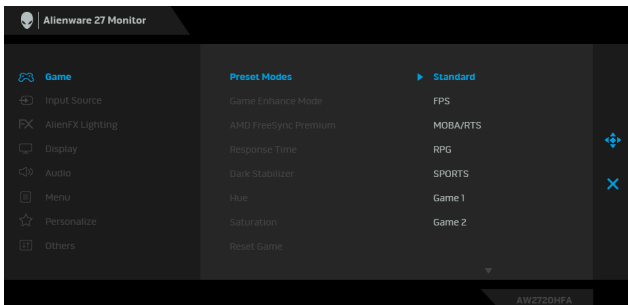 Alienware 27 Monitor
Game
Preset Modes
Standard
Input Source
Game Enhance Mode
FPS
FX
AlienFX Lighting
AMD FreeSync Premium
MOBA/RTS
Display
Response Time
RPG
Audio
Dark Stabilizer
SPORTS
Menu
Hue
Game 1
Personalize
Saturation
Game 2
Others
Reset Game
AW2720HFA